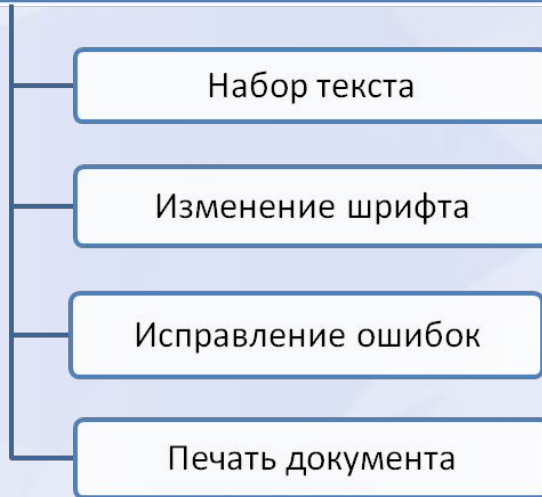 Набор текста
Изменение шрифта
Исправление ошибок
Печать документа